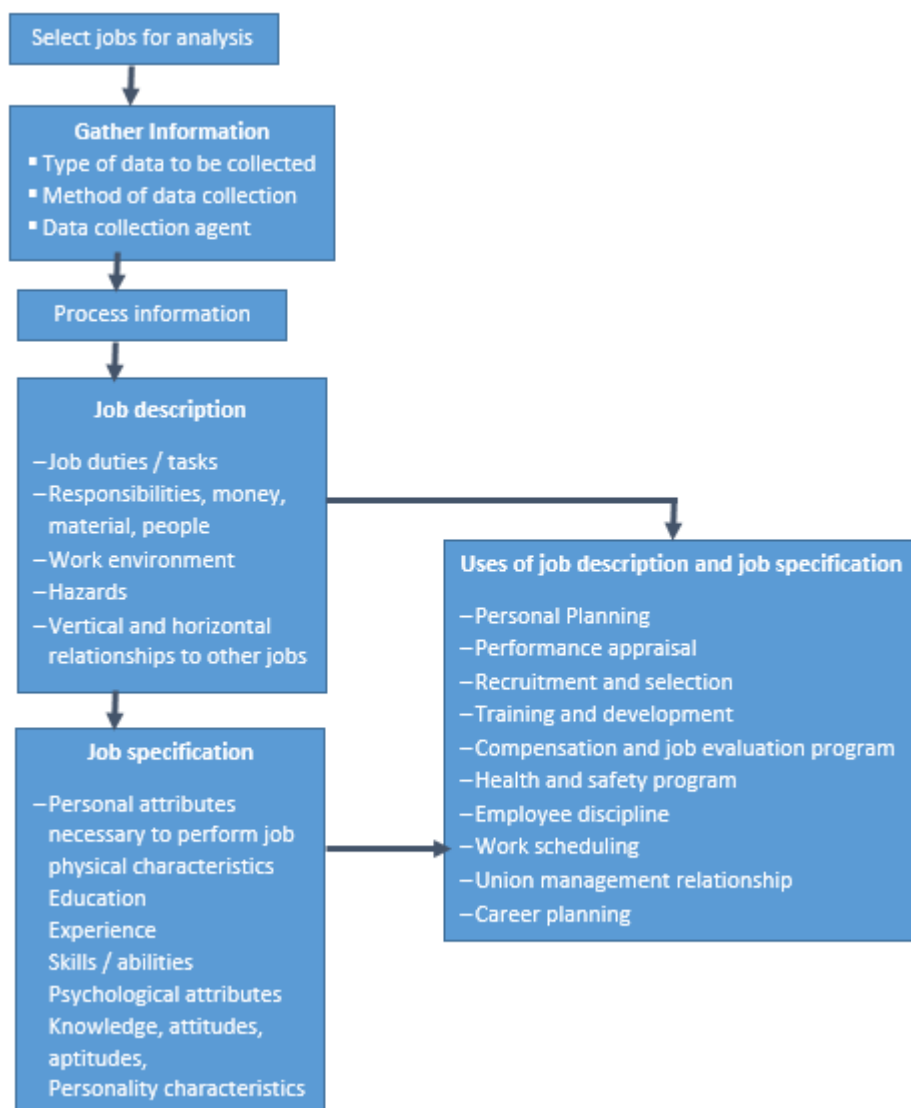 Select jobs for analysis
Gather Information
▪ Type of data to be collected
▪ Method of data collection
▪ Data collection agent
Process information
Job description
–Job duties / tasks
–Responsibilities, money,
material, people
–Work environment
–Hazards
–Vertical and horizontal
relationships to other jobs
Job specification
–Personal attributes
necessary to perform job
physical characteristics
Education
Experience
Skills / abilities
Psychological attributes
Knowledge, attitudes,
aptitudes,
Personality characteristics
Uses of job description and job specification
–Personal Planning
–Performance appraisal
–Recruitment and selection
–Training and development
–Compensation and job evaluation program
–Health and safety program
–Employee discipline
–Work scheduling
–Union management relationship
–Career planning